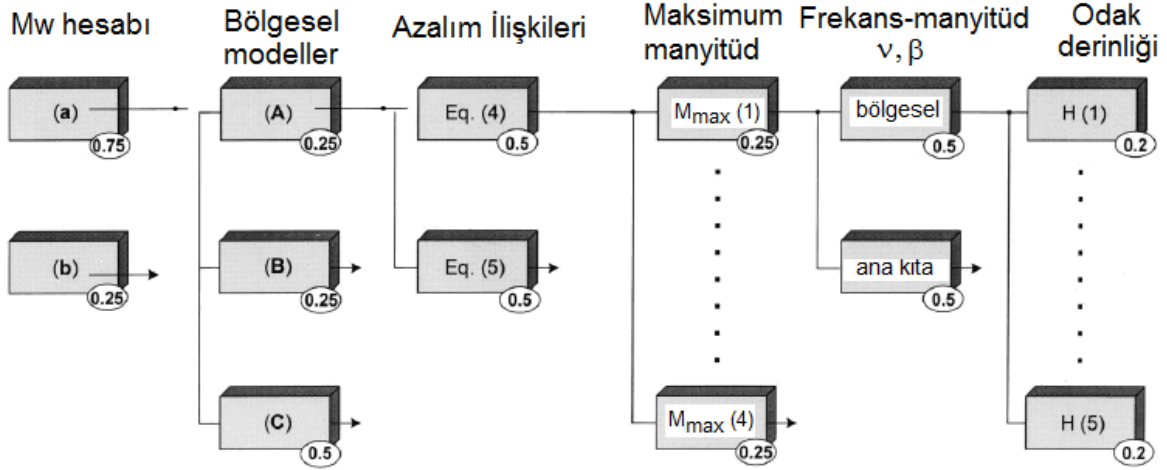 Mw hesabı
Bölgesel
modeller
Azalım İlişkileri
Maksimum
manyitüd
Frekans-manyitüd
ν, β
Odak
derinliği
(a)
0.75
(A)
0.25
Eq. (4)
0.5
Mmax (1)
0.25
bölgesel
0.5
H (1)
0.2
(b)
0.25
(B)
0.25
Eq. (5)
0.5
ana kıta
0.5
(C)
0.5
Mmax (4)
0.25
H (5)
0.2